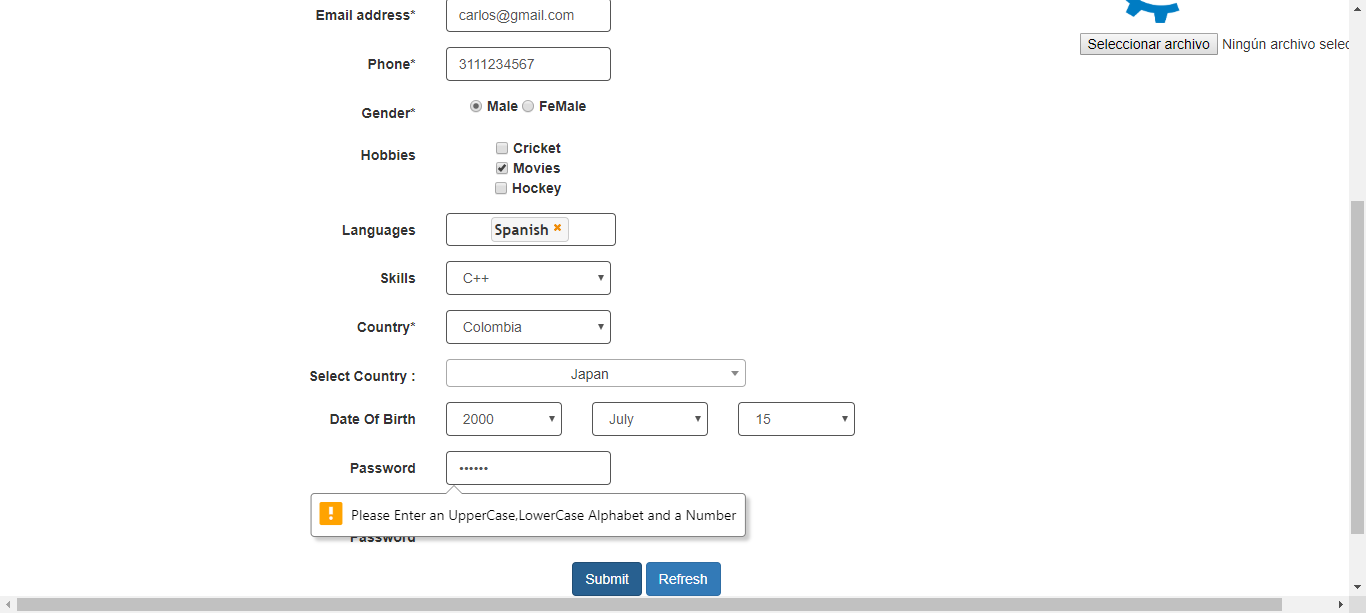 Email address* carlos@gmail.com
Seleccionar archivo Ningún archivo selec
Phone* 3111234567
Gender* Male FeMale
Hobbies Cricket
Movies
Hockey
Languages Spanish
Skills C++
Country* Colombia
Select Country : Japan
Date Of Birth 2000 July 15
Password ••••••
Please Enter an UpperCase,LowerCase Alphabet and a Number
Password
Submit Refresh